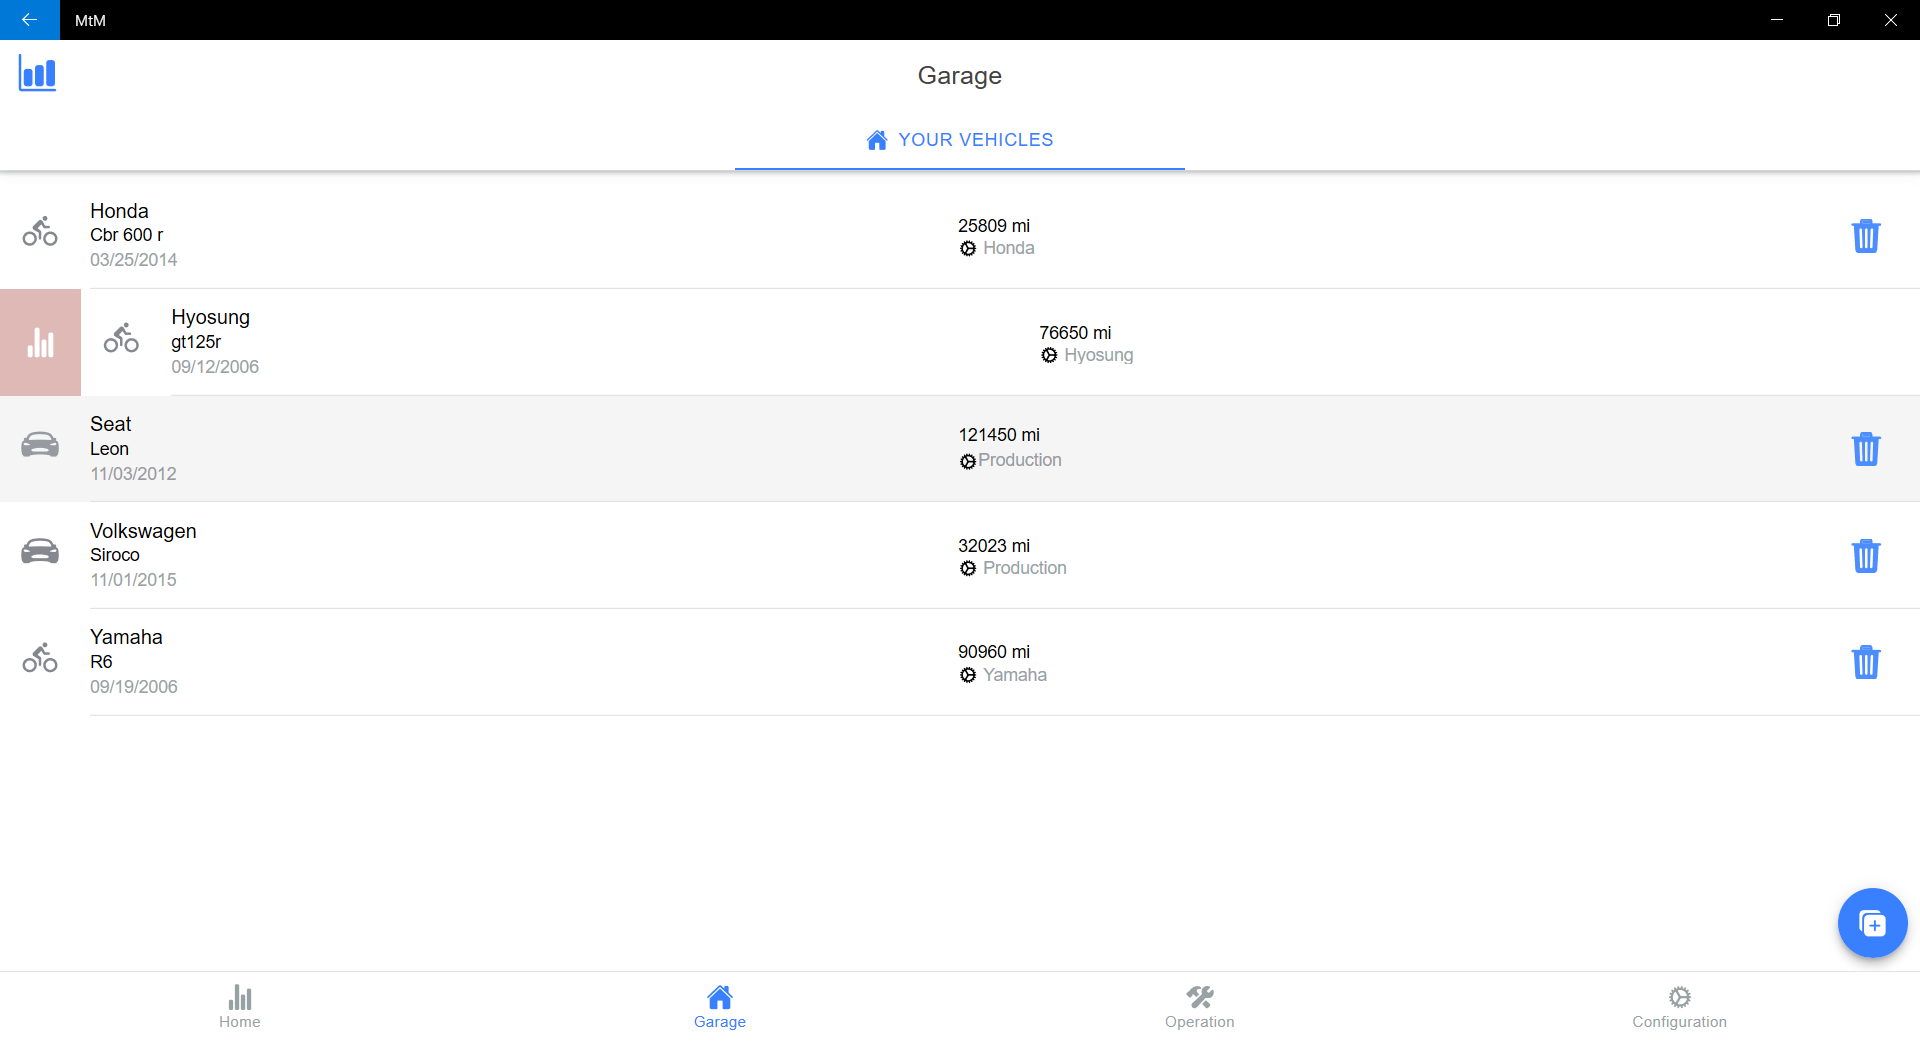 MtM
Garage
YOUR VEHICLES
Honda
Cbr 600 r
03/25/2014
25809 mi
Honda
Hyosung
gt125r
09/12/2006
76650 mi
Hyosung
Seat
Leon
11/03/2012
121450 mi
Production
Volkswagen
Siroco
11/01/2015
32023 mi
Production
Yamaha
R6
09/19/2006
90960 mi
Yamaha
Home
Garage
Operation
Configuration